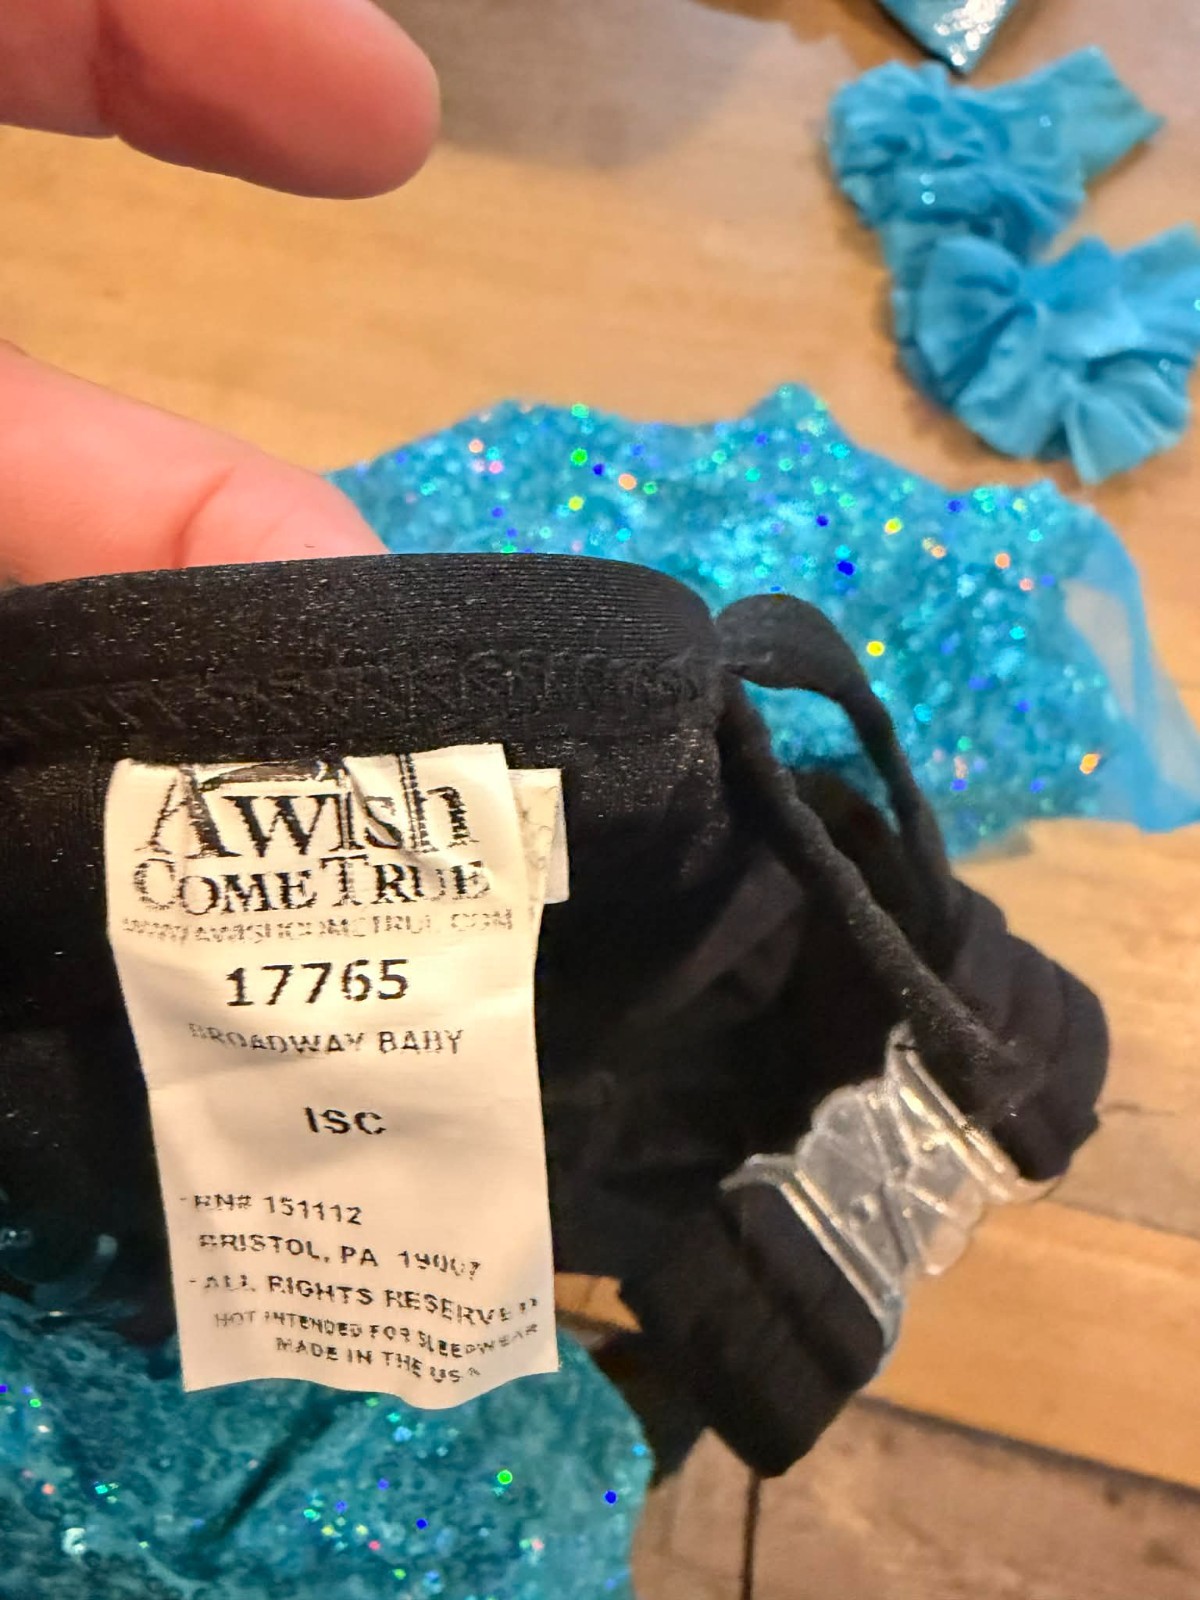 A Wish
Come True
WWW.AWISHCOMETRUE.COM
17765
BROADWAY BABY
ISC
RN# 151112
BRISTOL, PA 19007
ALL RIGHTS RESERVED
NOT INTENDED FOR SLEEPWEAR
MADE IN THE USA